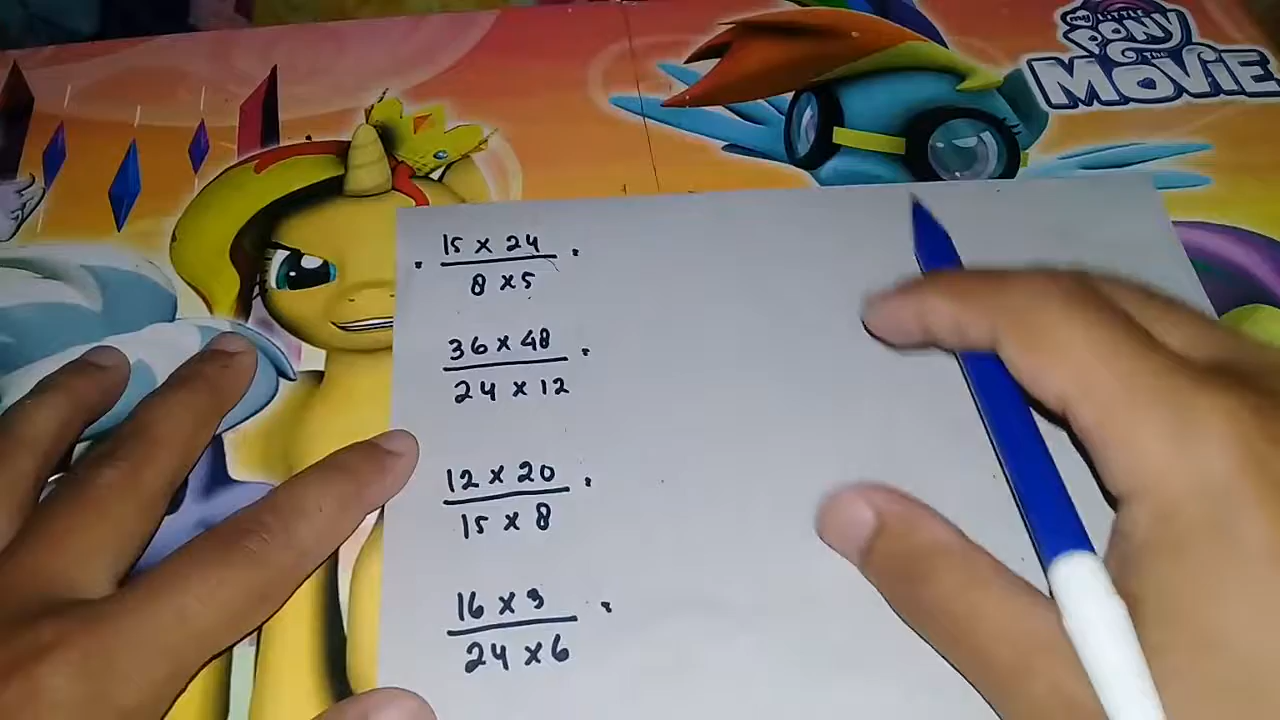 MY LITTLE
PONY
THE
MOVIE
. 15 x 24 =
8 x 5
36 x 48 =
24 x 12
12 x 20 =
15 x 8
16 x 3 =
24 x 6